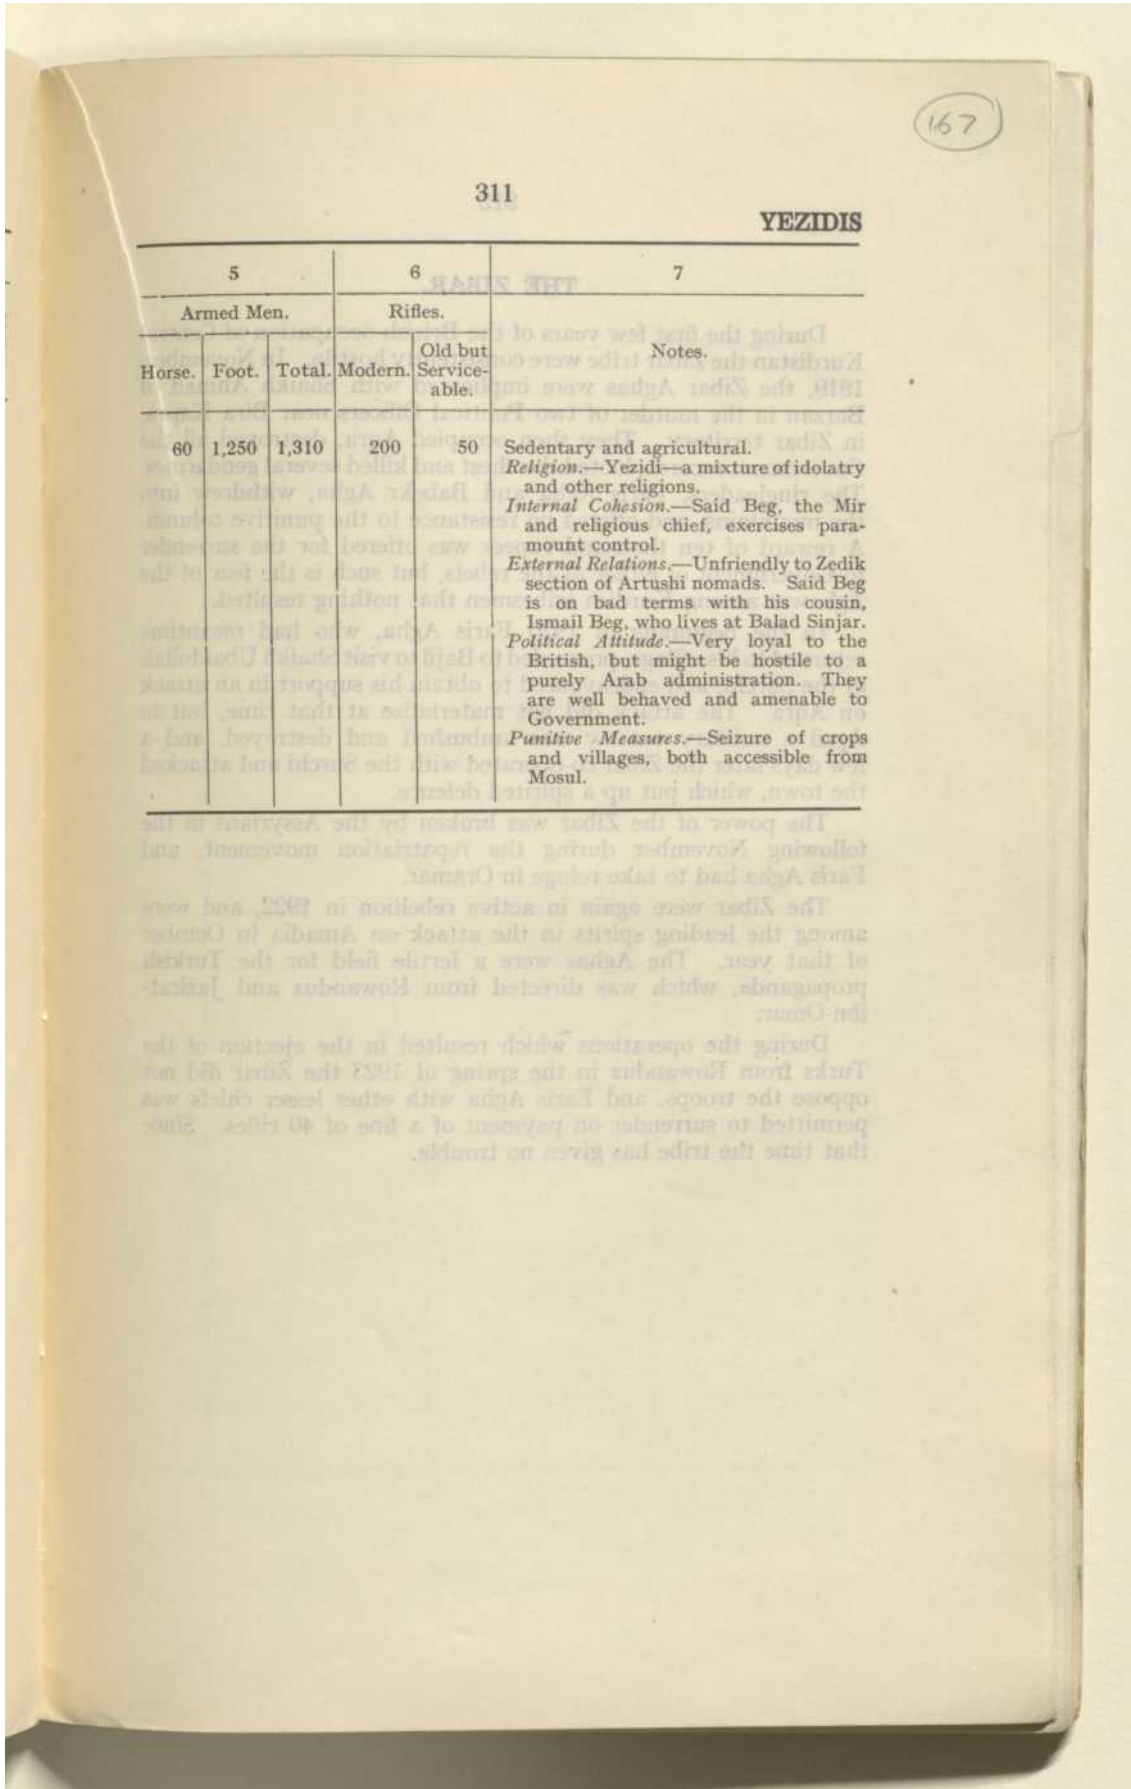 167
311
YEZIDIS
5 6 7
Armed Men. Rifles. Notes.
Horse. Foot. Total. Modern. Old but Service-able.
60 1,250 1,310 200 50 Sedentary and agricultural.
Religion.—Yezidi—a mixture of idolatry
and other religions.
Internal Cohesion.—Said Beg, the Mir
and religious chief, exercises para-
mount control.
External Relations.—Unfriendly to Zedik
section of Artushi nomads. Said Beg
is on bad terms with his cousin,
Ismail Beg, who lives at Balad Sinjar.
Political Attitude.—Very loyal to the
British, but might be hostile to a
purely Arab administration. They
are well behaved and amenable to
Government.
Punitive Measures.—Seizure of crops
and villages, both accessible from
Mosul.